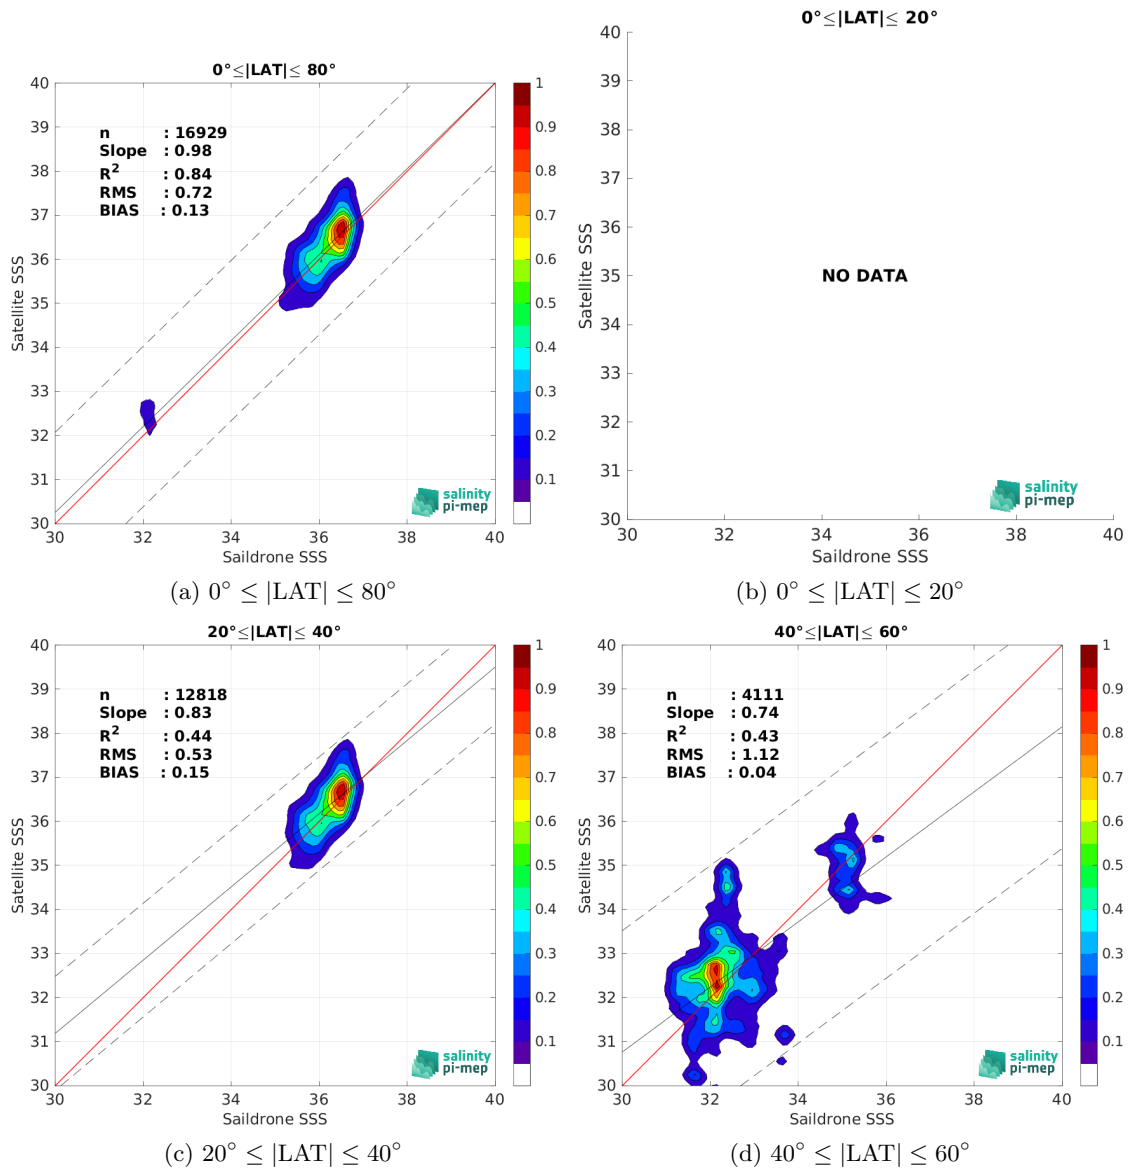 0°≤|LAT|≤ 80°
40
39
38
37
36
35
34
33
32
31
30
Satellite SSS
n : 16929
Slope : 0.98
R² : 0.84
RMS : 0.72
BIAS : 0.13
salinity
pi-mep
30 32 34 36 38 40
Saildrone SSS
1
0.9
0.8
0.7
0.6
0.5
0.4
0.3
0.2
0.1
(a) 0° ≤ |LAT| ≤ 80°
0°≤|LAT|≤ 20°
40
39
38
37
36
35
34
33
32
31
30
Satellite SSS
NO DATA
salinity
pi-mep
30 32 34 36 38 40
Saildrone SSS
(b) 0° ≤ |LAT| ≤ 20°
20°≤|LAT|≤ 40°
40
39
38
37
36
35
34
33
32
31
30
Satellite SSS
n : 12818
Slope : 0.83
R² : 0.44
RMS : 0.53
BIAS : 0.15
salinity
pi-mep
30 32 34 36 38 40
Saildrone SSS
1
0.9
0.8
0.7
0.6
0.5
0.4
0.3
0.2
0.1
(c) 20° ≤ |LAT| ≤ 40°
40°≤|LAT|≤ 60°
40
39
38
37
36
35
34
33
32
31
30
Satellite SSS
n : 4111
Slope : 0.74
R² : 0.43
RMS : 1.12
BIAS : 0.04
salinity
pi-mep
30 32 34 36 38 40
Saildrone SSS
1
0.9
0.8
0.7
0.6
0.5
0.4
0.3
0.2
0.1
(d) 40° ≤ |LAT| ≤ 60°